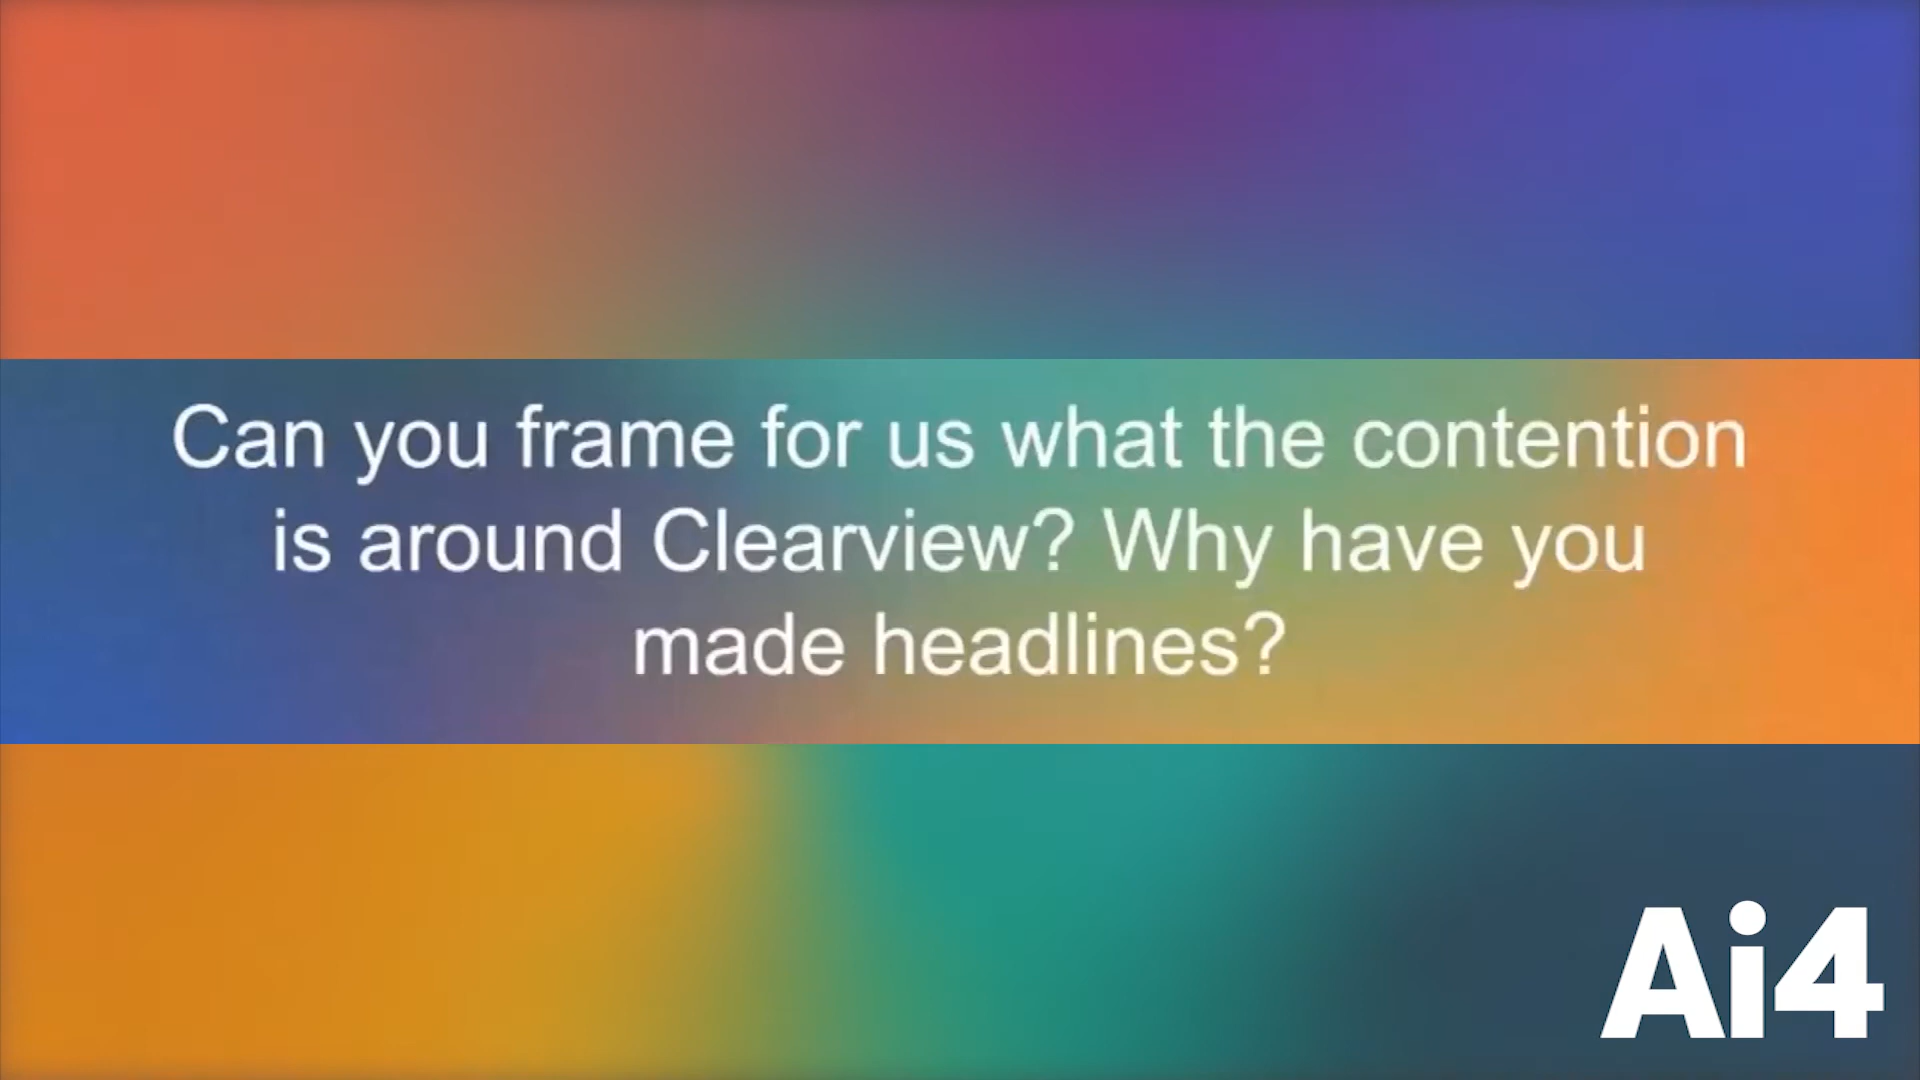 Can you frame for us what the contention
is around Clearview? Why have you
made headlines?
Ai4